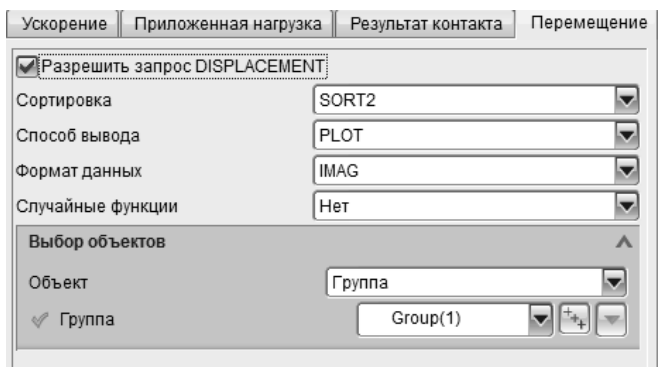 Ускорение Приложенная нагрузка Результат контакта Перемещение
Разрешить запрос DISPLACEMENT
Сортировка SORT2
Способ вывода PLOT
Формат данных IMAG
Случайные функции Нет
Выбор объектов
Объект Группа
Группа Group(1)